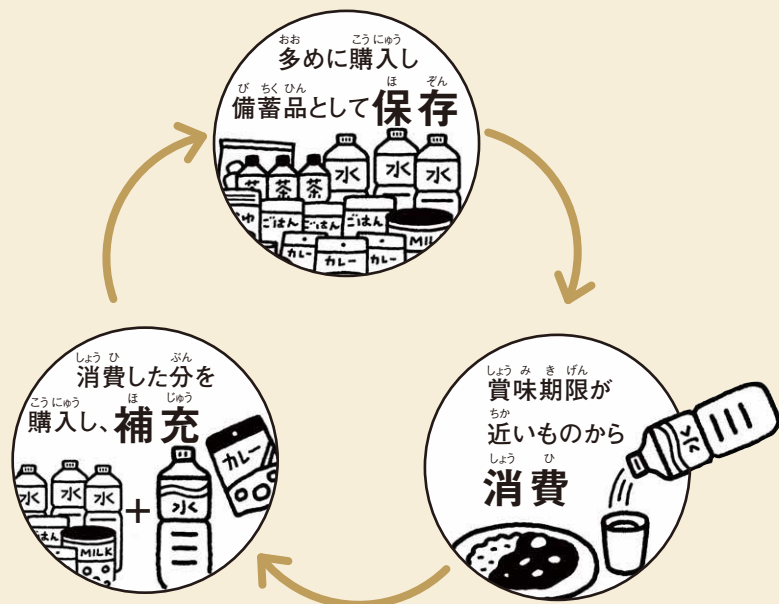 多めに購入し
備蓄品として保存
水 水 水
茶 茶 茶
ごはん ごはん ごはん
カレー カレー カレー
MIL
賞味期限が
近いものから
消費
水
消費した分を
購入し、補充
カレー
水 水 水
+
水
ごはん
MILK